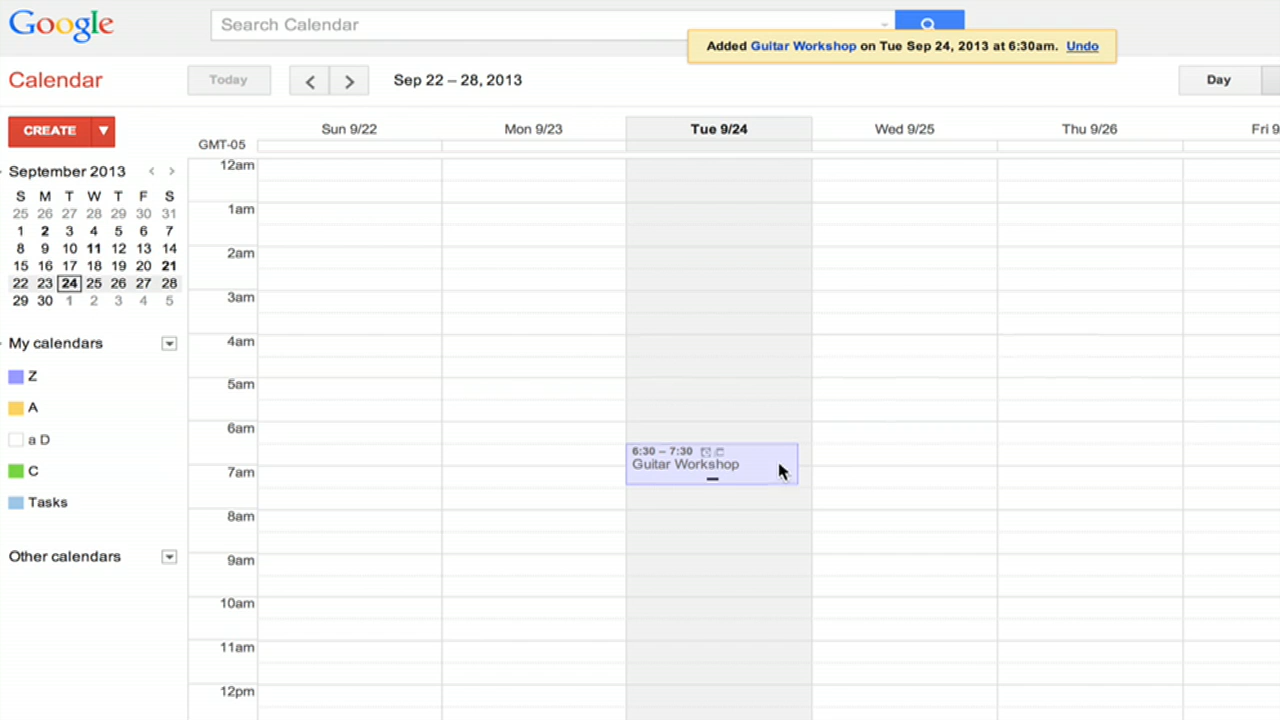 Google
Search Calendar
Added Guitar Workshop on Tue Sep 24, 2013 at 6:30am. Undo
Calendar
Today
Sep 22 – 28, 2013
Day
CREATE
Sun 9/22
Mon 9/23
Tue 9/24
Wed 9/25
Thu 9/26
Fri 9
GMT-05
September 2013
S M T W T F S
25 26 27 28 29 30 31
1 2 3 4 5 6 7
8 9 10 11 12 13 14
15 16 17 18 19 20 21
22 23 24 25 26 27 28
29 30 1 2 3 4 5
My calendars
Z
A
a D
C
Tasks
Other calendars
12am
1am
2am
3am
4am
5am
6am
6:30 – 7:30
Guitar Workshop
7am
8am
9am
10am
11am
12pm